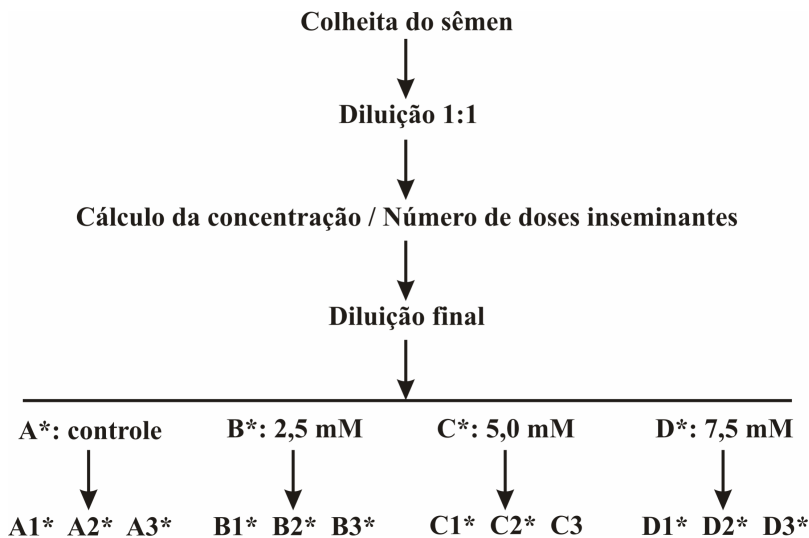 Colheita do sêmen
Diluição 1:1
Cálculo da concentração / Número de doses inseminantes
Diluição final
A*: controle B*: 2,5 mM C*: 5,0 mM D*: 7,5 mM
A1* A2* A3* B1* B2* B3* C1* C2* C3 D1* D2* D3*